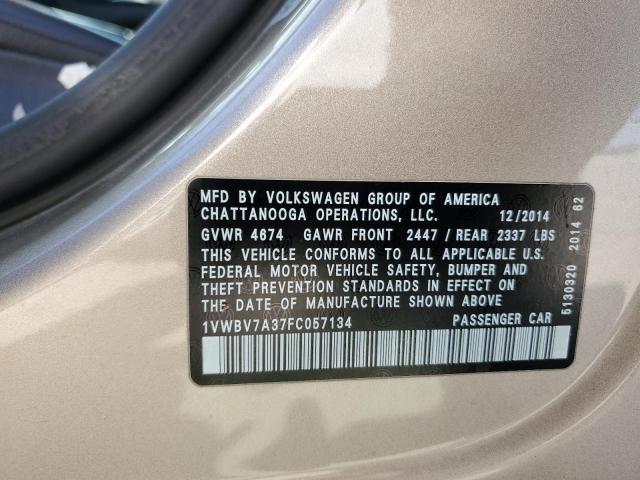 MFD BY VOLKSWAGEN GROUP OF AMERICA
CHATTANOOGA OPERATIONS, LLC. 12/2014
GVWR 4674 GAWR FRONT 2447/REAR 2337 LBS
THIS VEHICLE CONFORMS TO ALL APPLICABLE U.S.
FEDERAL MOTOR VEHICLE SAFETY, BUMPER AND
THEFT PREVENTION STANDARDS IN EFFECT ON
THE DATE OF MANUFACTURE SHOWN ABOVE
1VWBV7A37FC057134 PASSENGER CAR
5130320 2014 62